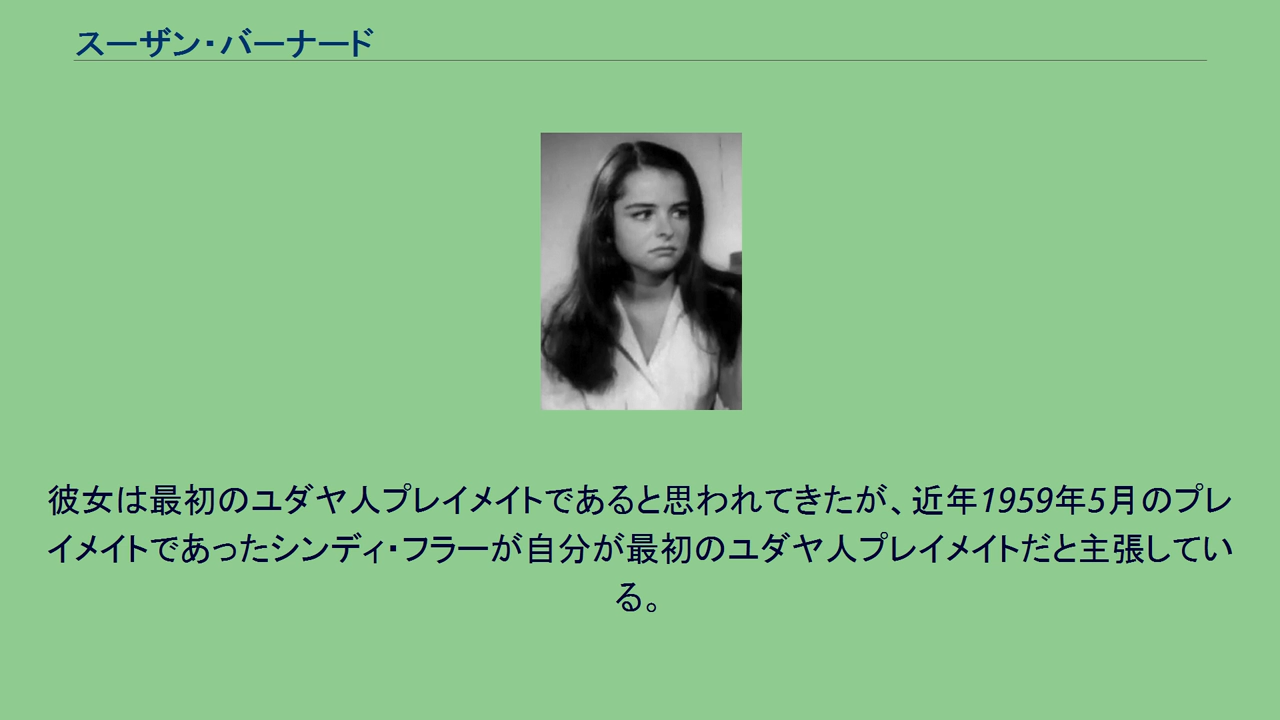 スーザン・バーナード
彼女は最初のユダヤ人プレイメイトであると思われてきたが、近年1959年5月のプレ
イメイトであったシンディ・フラーが自分が最初のユダヤ人プレイメイトだと主張してい
る。